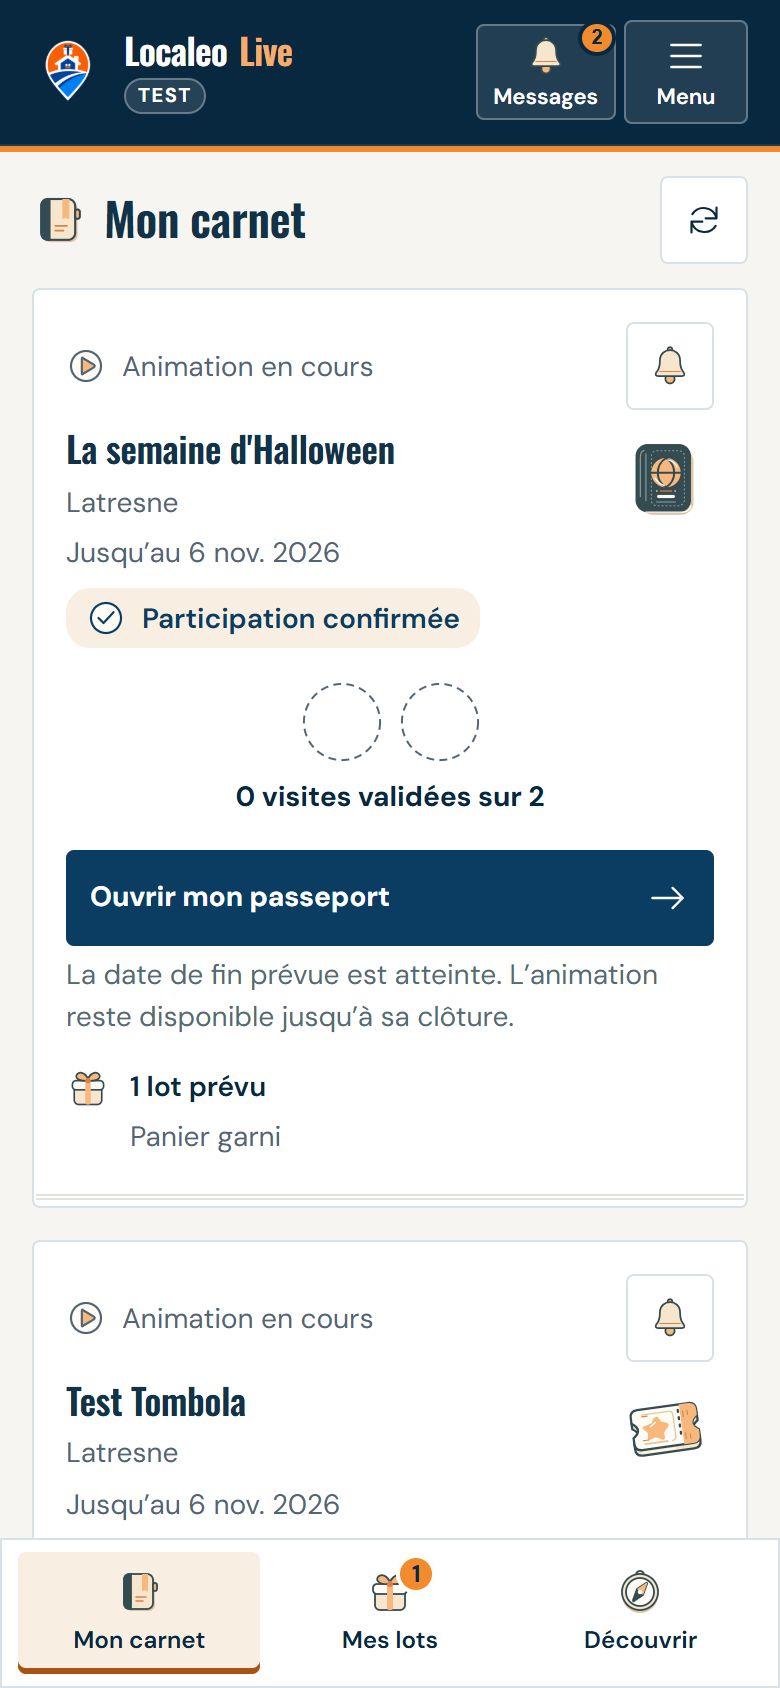 Localeo Live
TEST
2
Messages
Menu
Mon carnet
Animation en cours
La semaine d'Halloween
Latresne
Jusqu’au 6 nov. 2026
Participation confirmée
0 visites validées sur 2
Ouvrir mon passeport
La date de fin prévue est atteinte. L’animation
reste disponible jusqu’à sa clôture.
1 lot prévu
Panier garni
Animation en cours
Test Tombola
Latresne
Jusqu’au 6 nov. 2026
Mon carnet
1
Mes lots
Découvrir